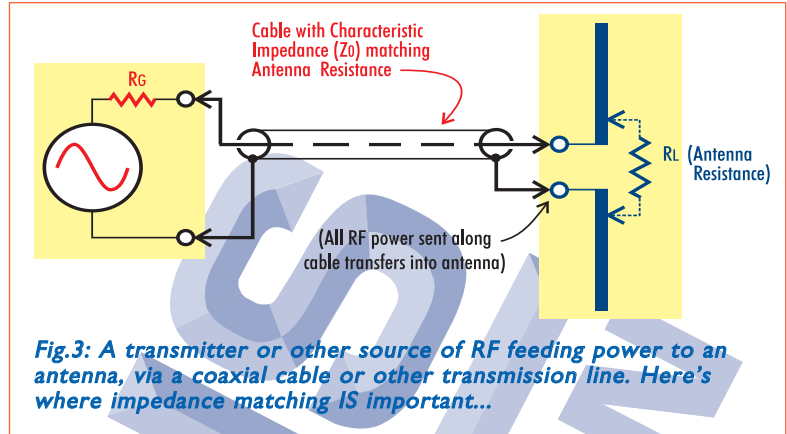 Cable with Characteristic
Impedance (Z0) matching
Antenna Resistance
RG
RL (Antenna
Resistance)
(All RF power sent along
cable transfers into antenna)
Fig.3: A transmitter or other source of RF feeding power to an
antenna, via a coaxial cable or other transmission line. Here's
where impedance matching IS important...